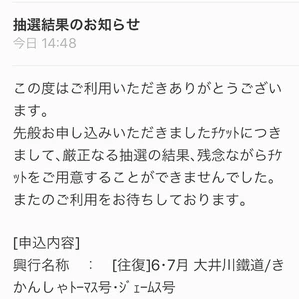 抽選結果のお知らせ
今日 14:48
この度はご利用いただきありがとうござい
ます。
先般お申し込みいただきましたﾁｹｯﾄにつき
まして､厳正なる抽選の結果､残念ながらﾁｹ
ｯﾄをご用意することができませんでした。
またのご利用をお待ちしております。
[申込内容]
興行名称　：　[往復]6･7月 大井川鐵道/き
かんしゃﾄｰﾏｽ号･ｼﾞｪｰﾑｽ号